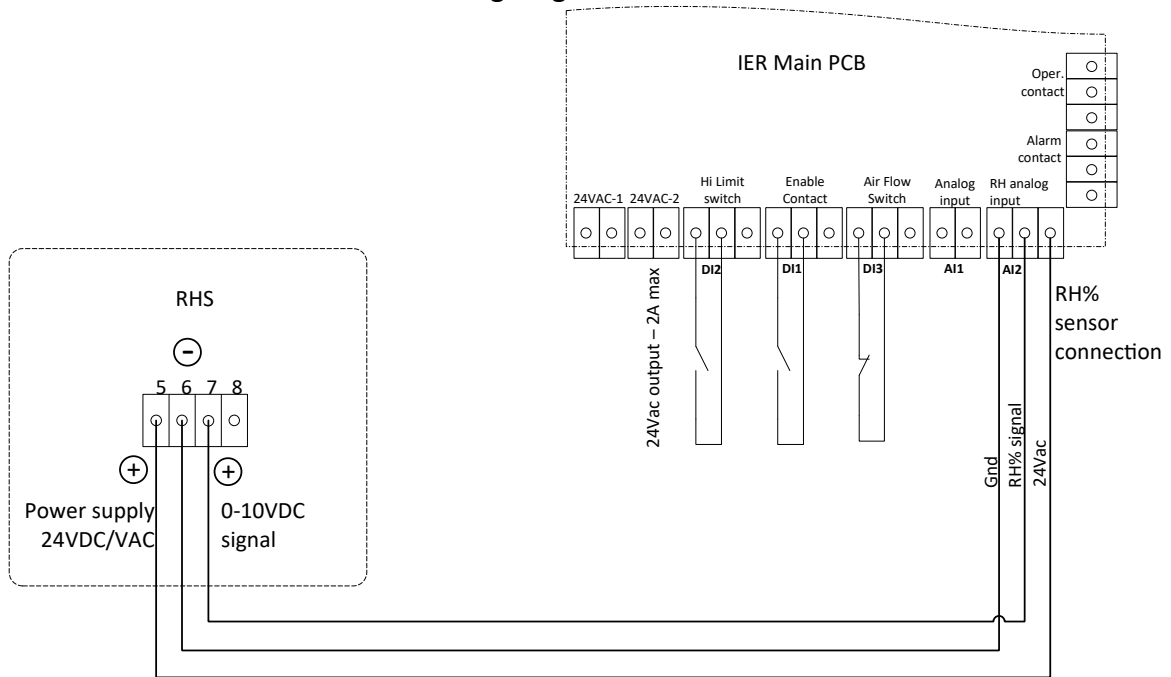 IER Main PCB
Oper.
contact
Alarm
contact
24VAC-1
24VAC-2
Hi Limit
switch
Enable
Contact
Air Flow
Switch
Analog
input
RH analog
input
DI2
DI1
DI3
AI1
AI2
24Vac output – 2A max
RH%
sensor
connection
Gnd
RH% signal
24Vac
RHS
-
5 6 7 8
+
+
Power supply
24VDC/VAC
0-10VDC
signal